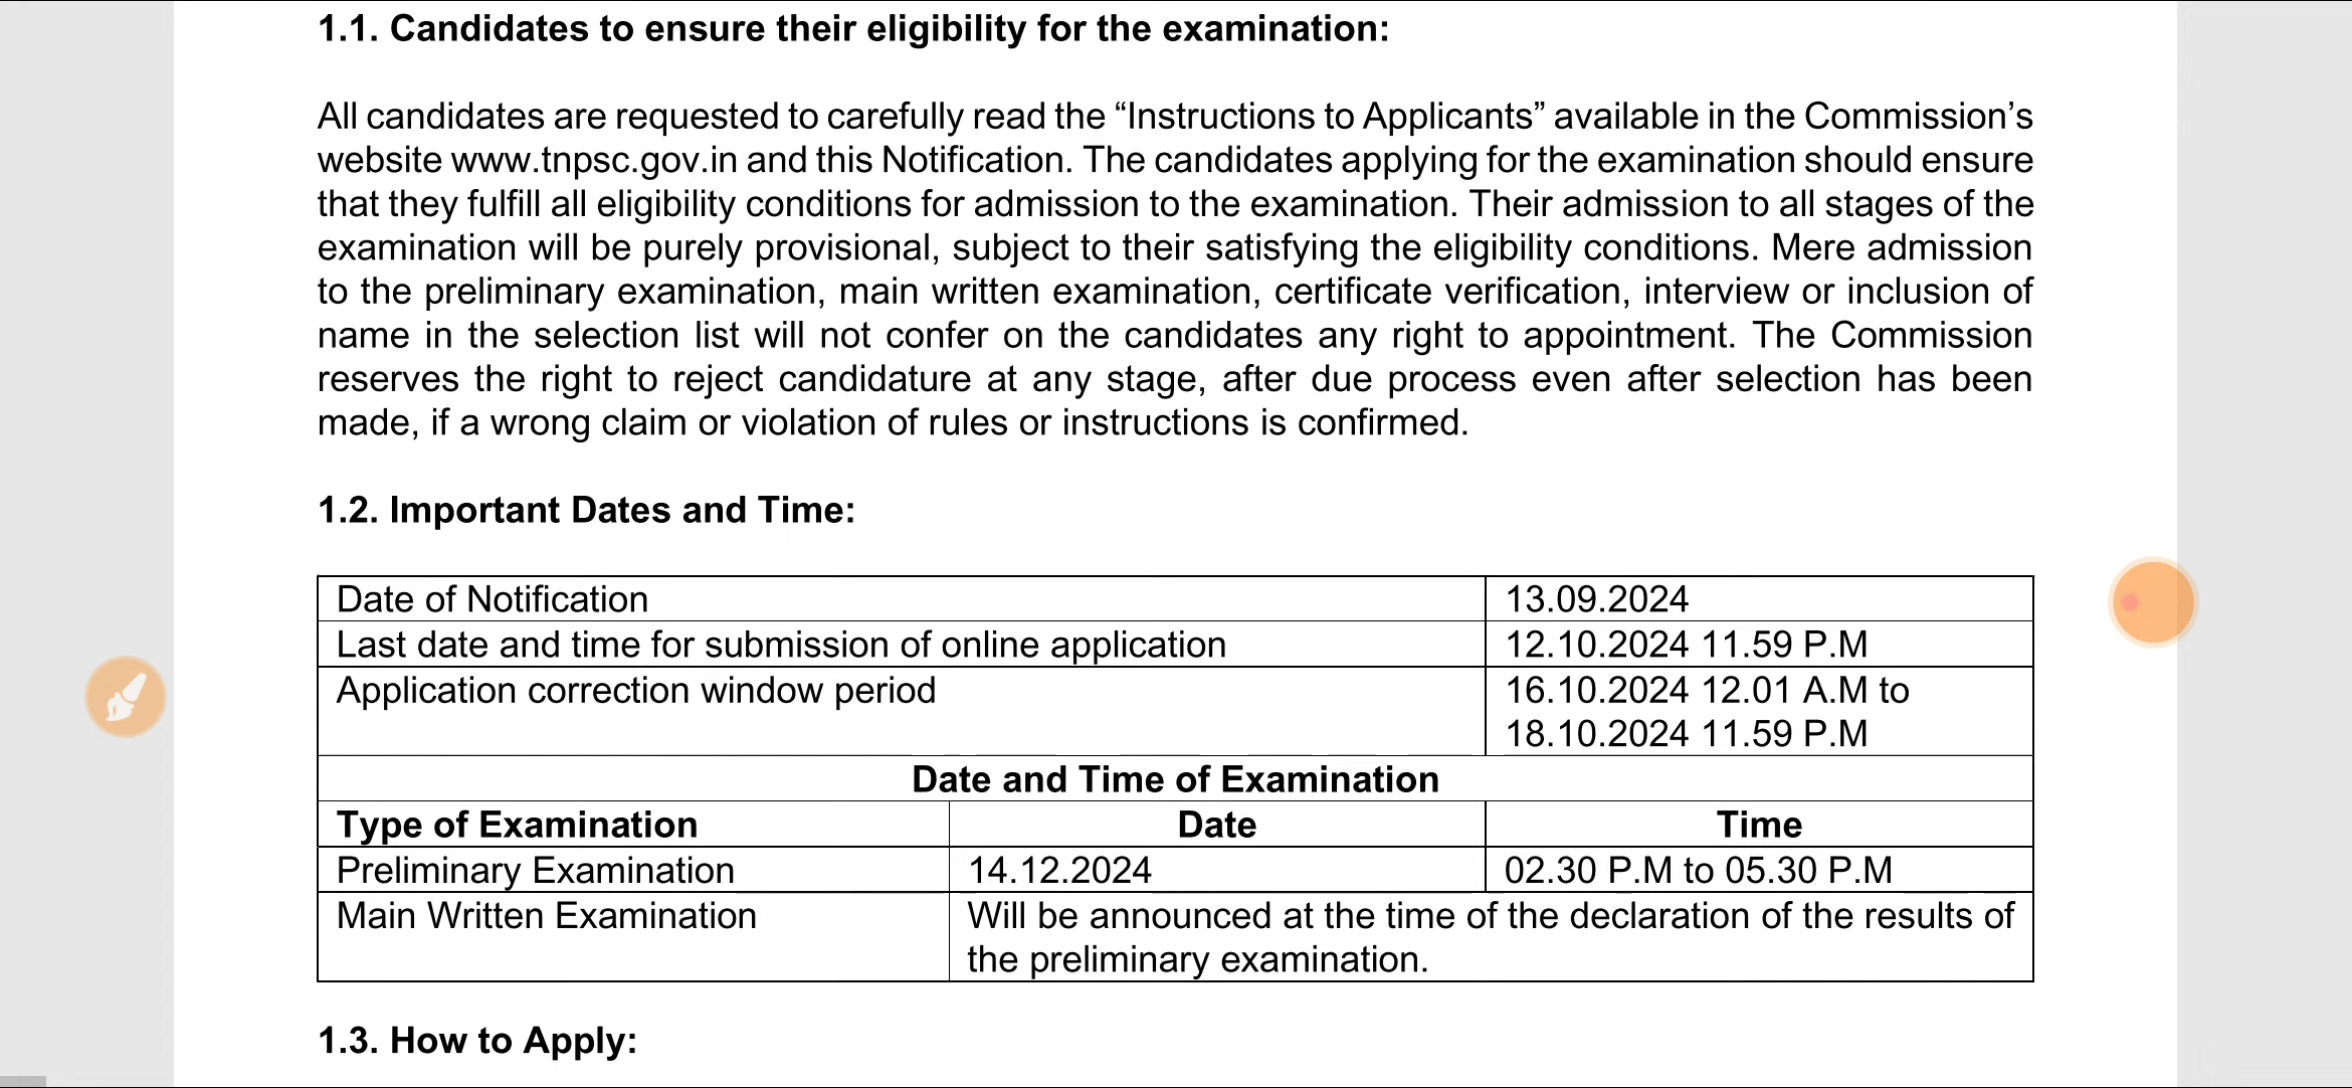 1.1. Candidates to ensure their eligibility for the examination:
All candidates are requested to carefully read the “Instructions to Applicants” available in the Commission’s
website www.tnpsc.gov.in and this Notification. The candidates applying for the examination should ensure
that they fulfill all eligibility conditions for admission to the examination. Their admission to all stages of the
examination will be purely provisional, subject to their satisfying the eligibility conditions. Mere admission
to the preliminary examination, main written examination, certificate verification, interview or inclusion of
name in the selection list will not confer on the candidates any right to appointment. The Commission
reserves the right to reject candidature at any stage, after due process even after selection has been
made, if a wrong claim or violation of rules or instructions is confirmed.
1.2. Important Dates and Time:
Date of Notification 13.09.2024
Last date and time for submission of online application 12.10.2024 11.59 P.M
Application correction window period 16.10.2024 12.01 A.M to
18.10.2024 11.59 P.M
Date and Time of Examination
Type of Examination Date Time
Preliminary Examination 14.12.2024 02.30 P.M to 05.30 P.M
Main Written Examination Will be announced at the time of the declaration of the results of
the preliminary examination.
1.3. How to Apply: